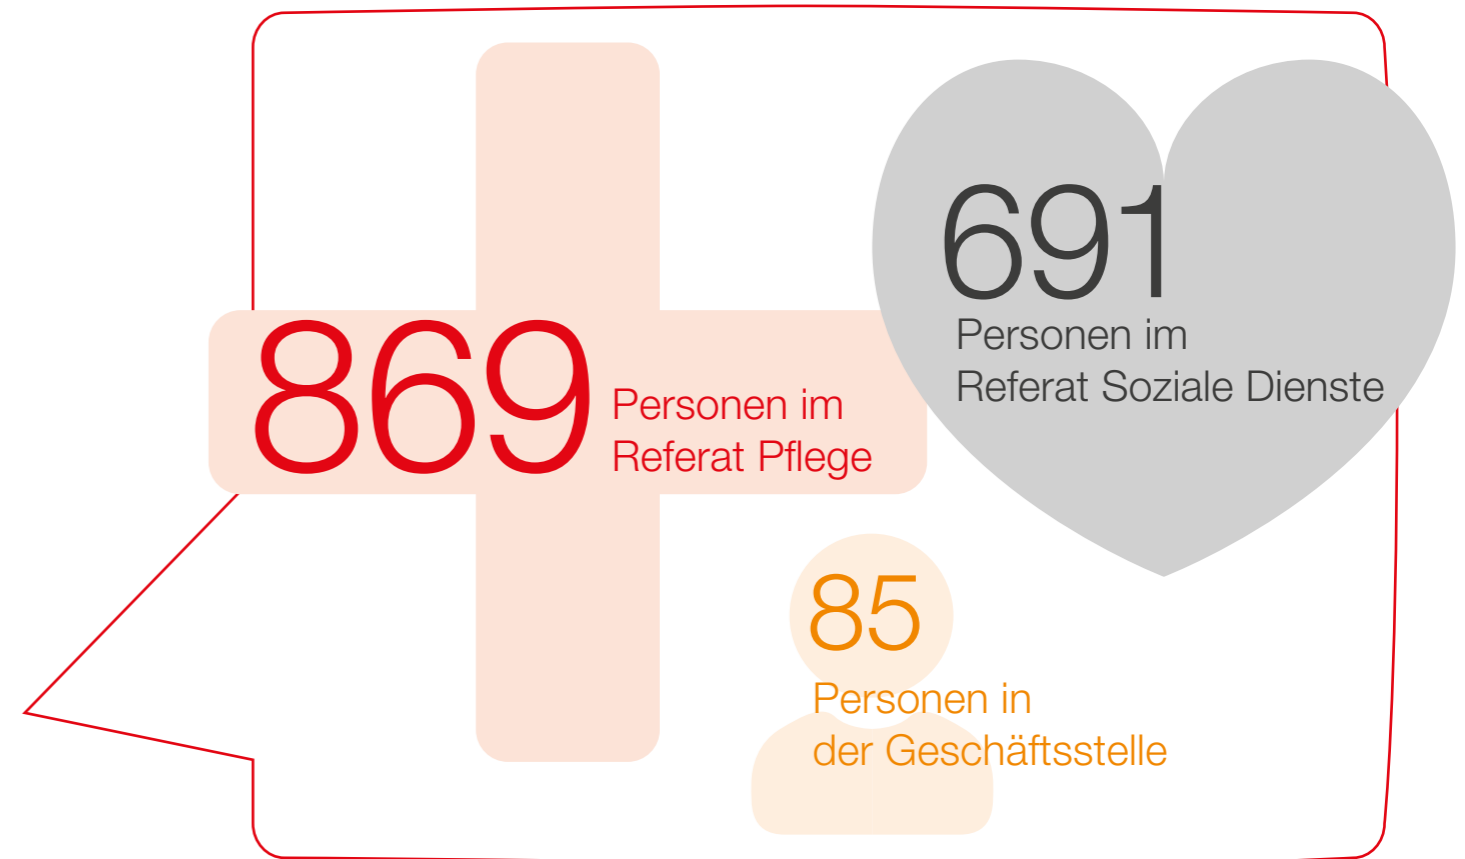 869
Personen im
Referat Pflege
691
Personen im
Referat Soziale Dienste
85
Personen in
der Geschäftsstelle